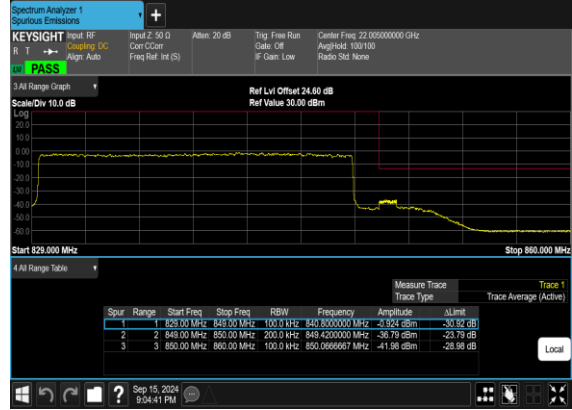 Spectrum Analyzer 1
Spurious Emissions
+
KEYSIGHT Input: RF Input Z: 50 Ω Atten: 20 dB Trig: Free Run Center Freq: 22.005000000 GHz
R T Coupling: DC Corr CCorr Gate: Off Avg|Hold: 100/100
Align: Auto Freq Ref: Int (S) IF Gain: Low Radio Std: None
PASS
3 All Range Graph
Ref Lvl Offset 24.60 dB
Scale/Div 10.0 dB Ref Value 30.00 dBm
Log
20.0
10.0
0.00
-10.0
-20.0
-30.0
-40.0
-50.0
-60.0
Start 829.000 MHz Stop 860.000 MHz
4 All Range Table
Measure Trace Trace 1
Trace Type Trace Average (Active)
Spur Range Start Freq Stop Freq RBW Frequency Amplitude ΔLimit
1 1 829.00 MHz 849.00 MHz 100.0 kHz 840.8000000 MHz -0.924 dBm -30.92 dB
2 2 849.00 MHz 850.00 MHz 200.0 kHz 849.4200000 MHz -36.79 dBm -23.79 dB
3 3 850.00 MHz 860.00 MHz 100.0 kHz 850.0666667 MHz -41.98 dBm -28.98 dB
Local
?
Sep 15, 2024
9:04:41 PM